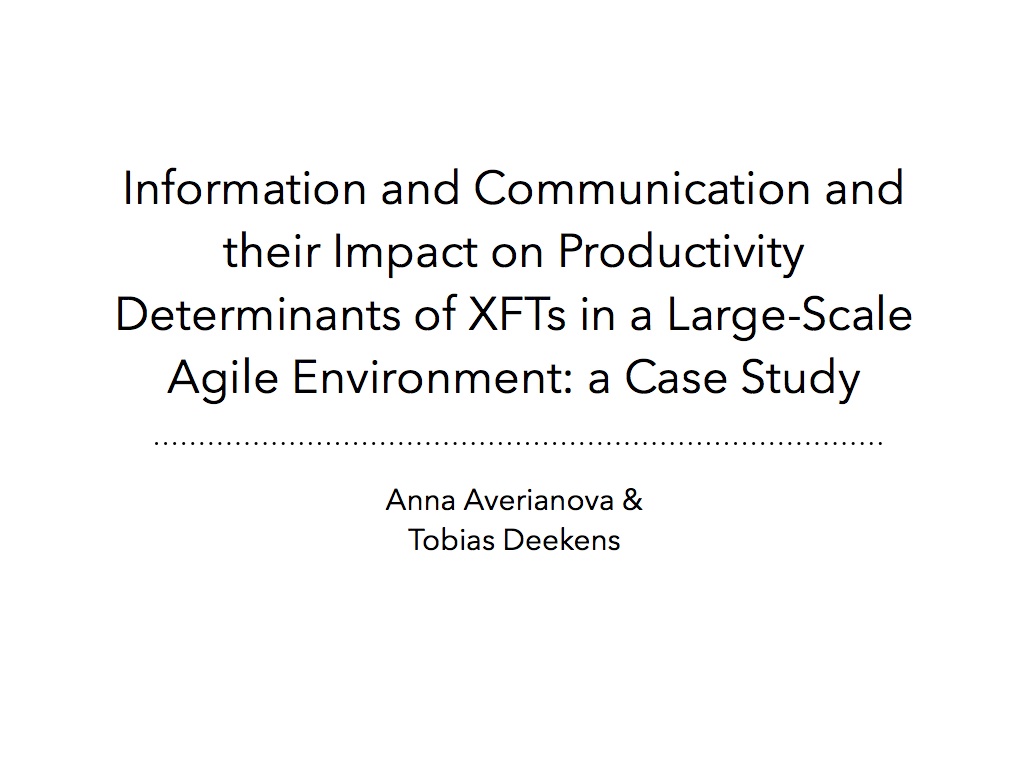 Information and Communication and
their Impact on Productivity
Determinants of XFTs in a Large-Scale
Agile Environment: a Case Study
Anna Averianova &
Tobias Deekens